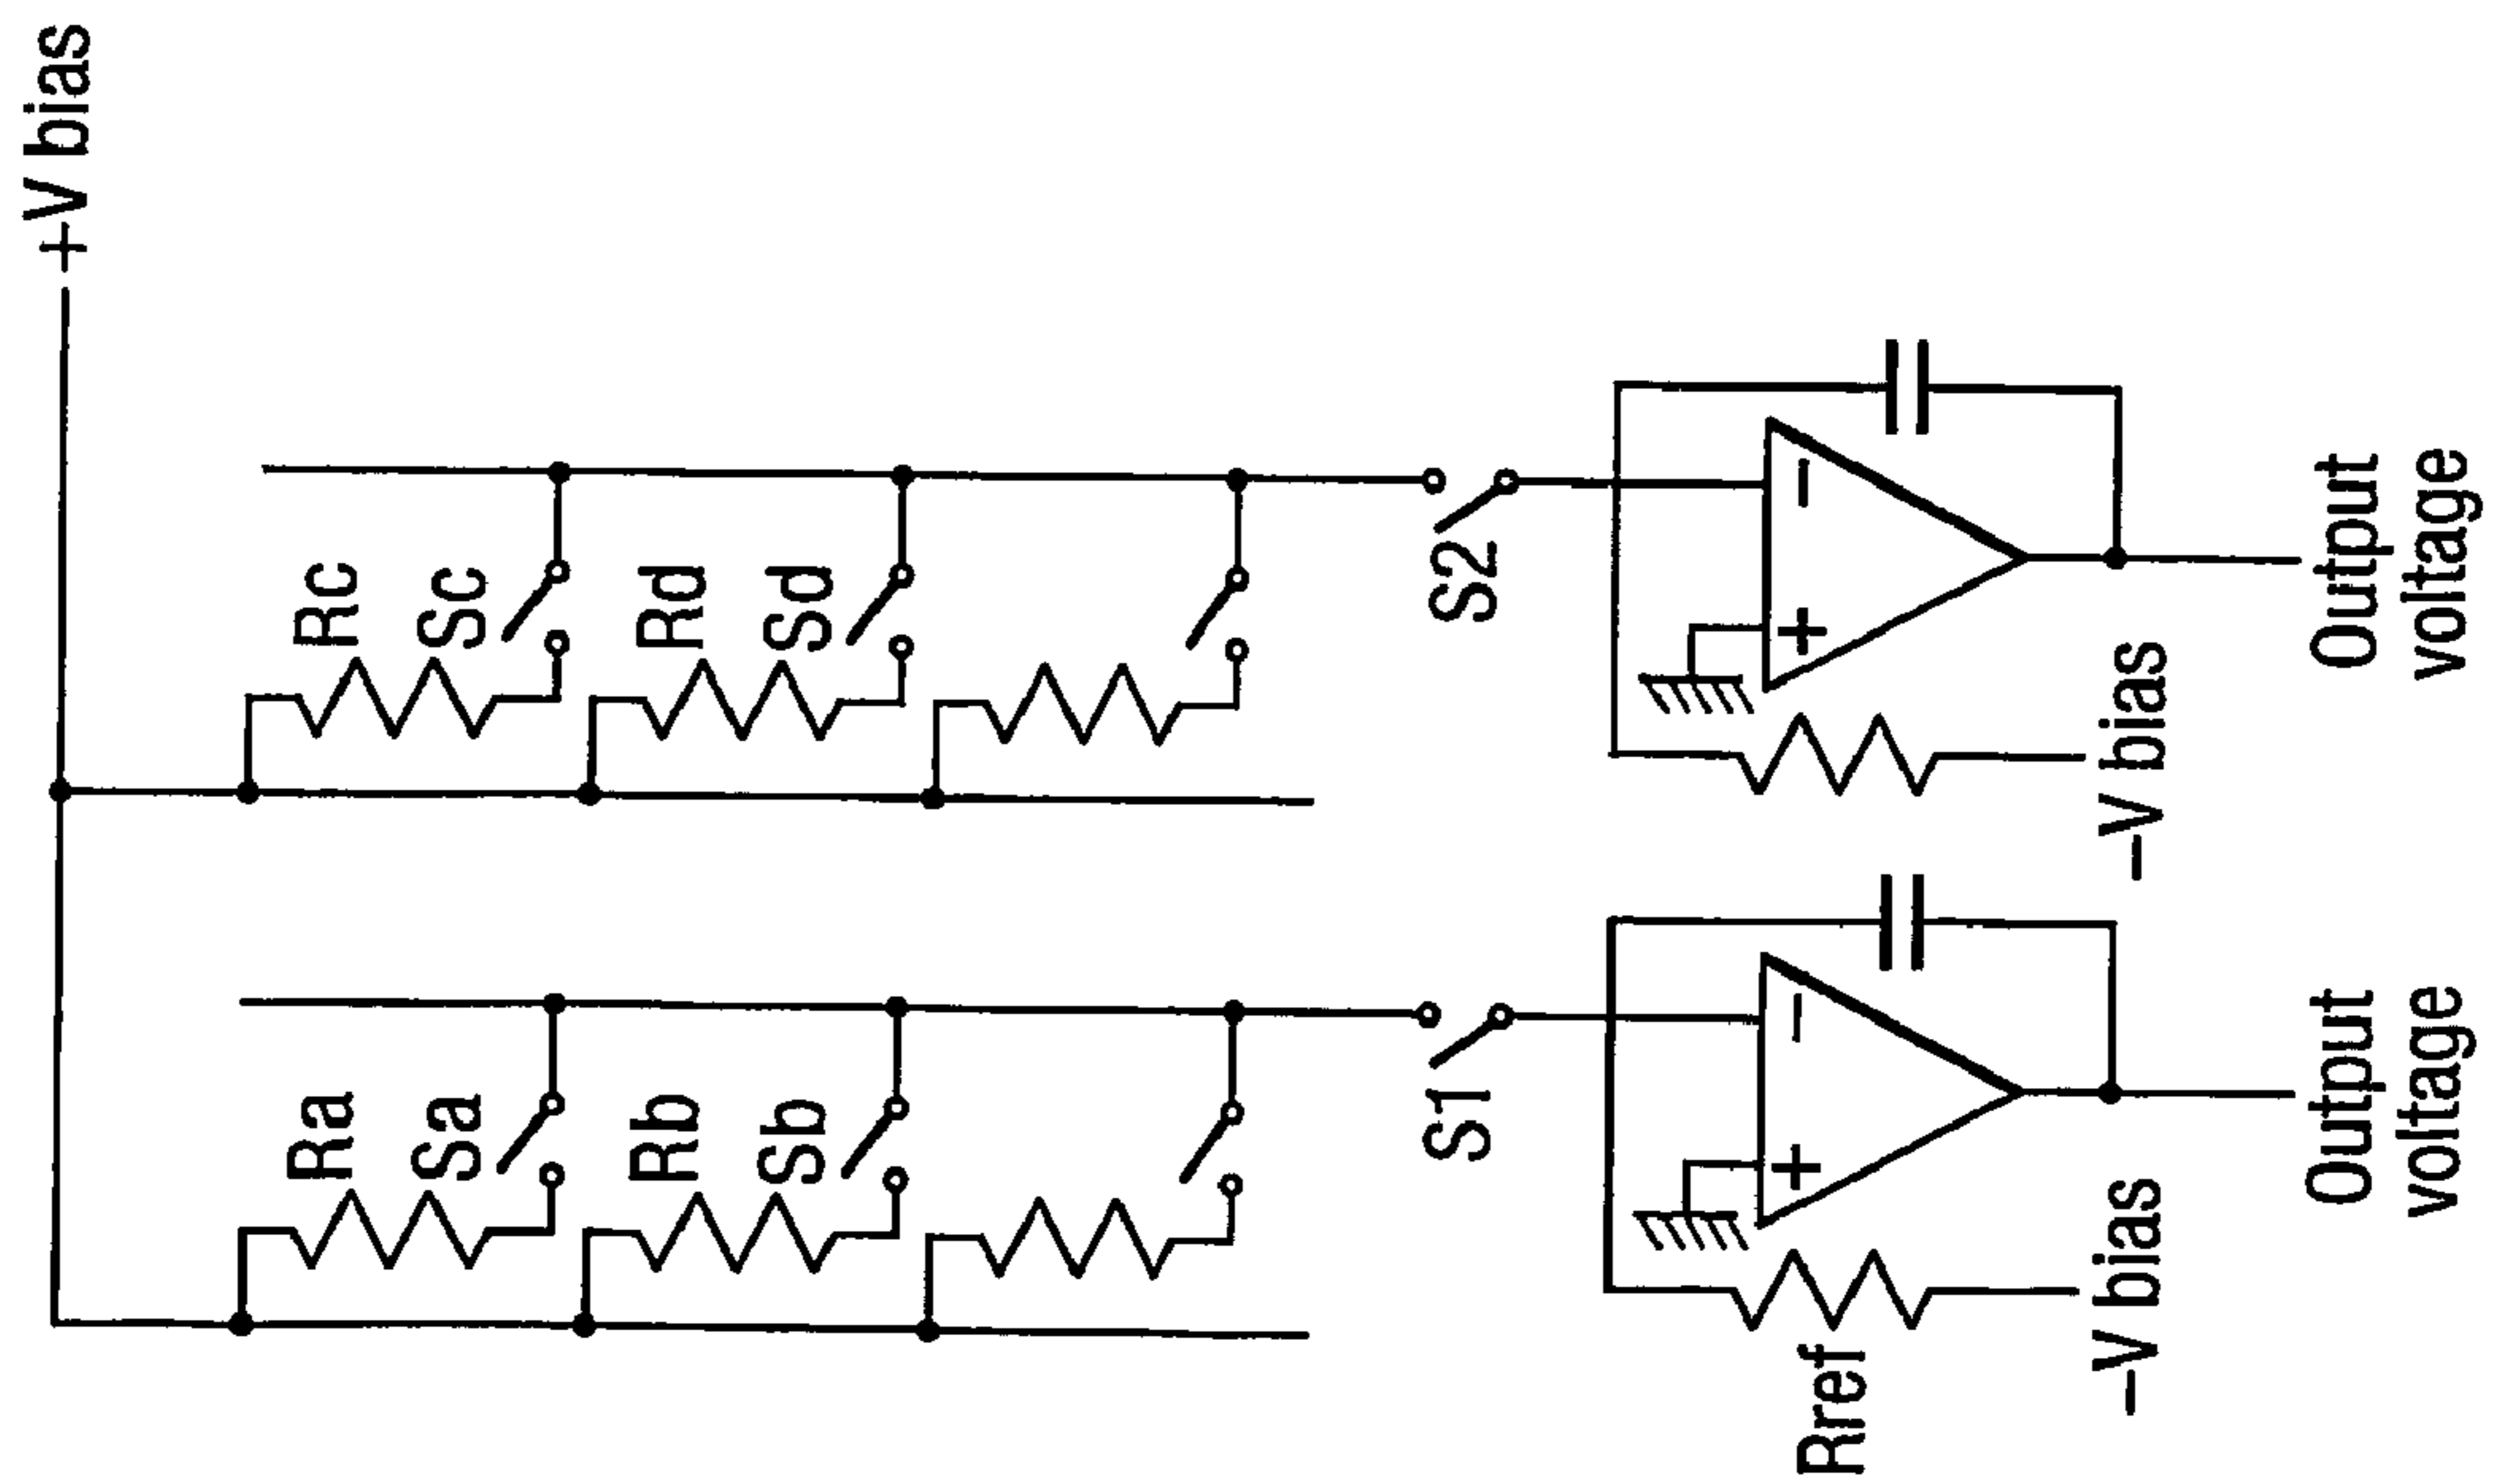 +V bias
Ra
Rc
Sa
Sc
Rb
Rd
Sb
Sd
S1
S2
−
−
+
+
Rref
−V bias
−V bias
Output
voltage
Output
voltage